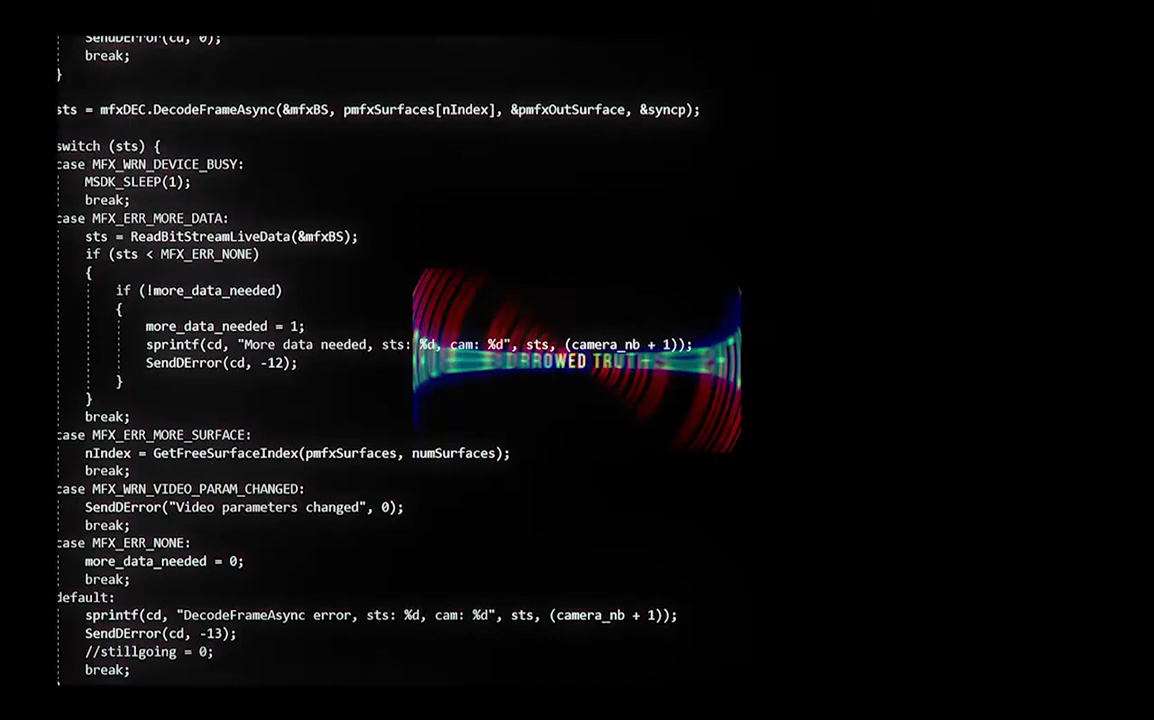 SendDError(cd, 0);
break;
}
sts = mfxDEC.DecodeFrameAsync(&mfxBS, pmfxSurfaces[nIndex], &pmfxOutSurface, &syncp);
switch (sts) {
case MFX_WRN_DEVICE_BUSY:
MSDK_SLEEP(1);
break;
case MFX_ERR_MORE_DATA:
sts = ReadBitStreamLiveData(&mfxBS);
if (sts < MFX_ERR_NONE)
{
if (!more_data_needed)
{
more_data_needed = 1;
sprintf(cd, "More data needed, sts: %d, cam: %d", sts, (camera_nb + 1));
TRUTH
SendDError(cd, -12);
}
}
break;
case MFX_ERR_MORE_SURFACE:
nIndex = GetFreeSurfaceIndex(pmfxSurfaces, numSurfaces);
break;
case MFX_WRN_VIDEO_PARAM_CHANGED:
SendDError("Video parameters changed", 0);
break;
case MFX_ERR_NONE:
more_data_needed = 0;
break;
default:
sprintf(cd, "DecodeFrameAsync error, sts: %d, cam: %d", sts, (camera_nb + 1));
SendDError(cd, -13);
//stillgoing = 0;
break;